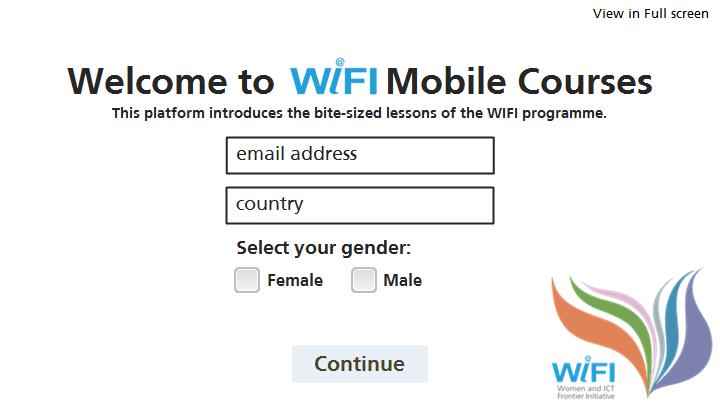 View in Full screen
Welcome to WiFI Mobile Courses
This platform introduces the bite-sized lessons of the WIFI programme.
email address
country
Select your gender:
Female Male
Continue
WiFI
Women and ICT
Frontier Initiative